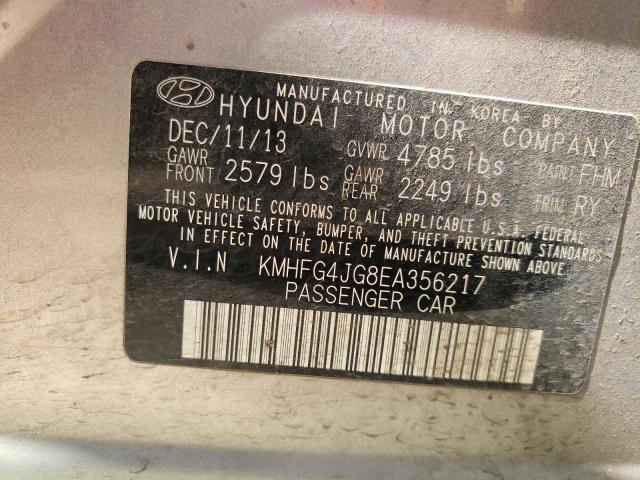 MANUFACTURED IN KOREA BY
HYUNDAI MOTOR COMPANY
DEC/11/13 GVWR 4785 lbs PAINT FHM
GAWR FRONT 2579 lbs GAWR REAR 2249 lbs TRIM RY
THIS VEHICLE CONFORMS TO ALL APPLICABLE U.S.A. FEDERAL
MOTOR VEHICLE SAFETY, BUMPER, AND THEFT PREVENTION STANDARDS
IN EFFECT ON THE DATE OF MANUFACTURE SHOWN ABOVE.
V.I.N KMHFG4JG8EA356217
PASSENGER CAR